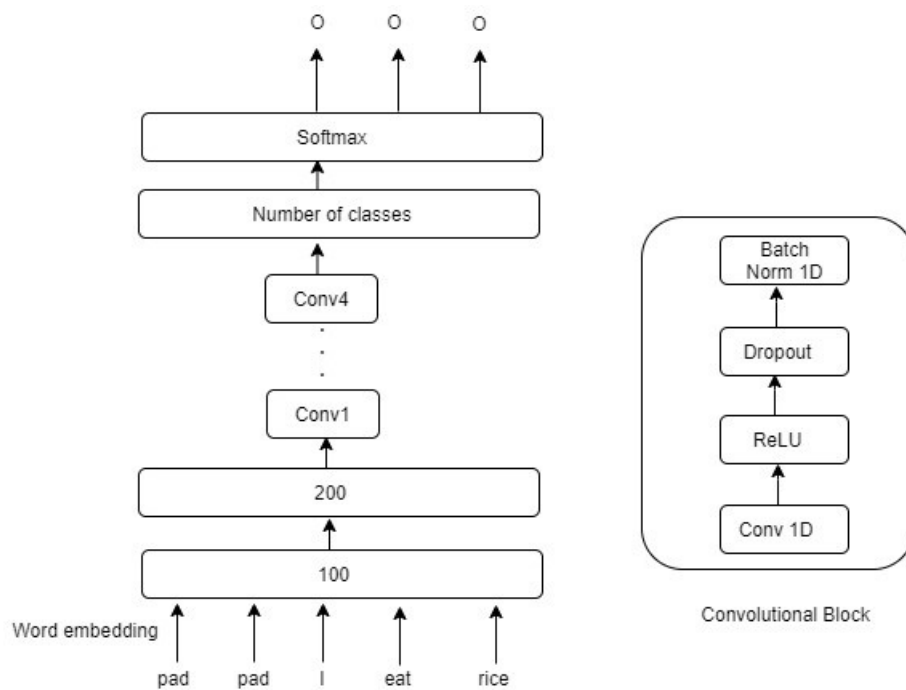 O O O
Softmax
Number of classes
Conv4
Conv1
200
100
Word embedding
pad pad I eat rice
Batch
Norm 1D
Dropout
ReLU
Conv 1D
Convolutional Block